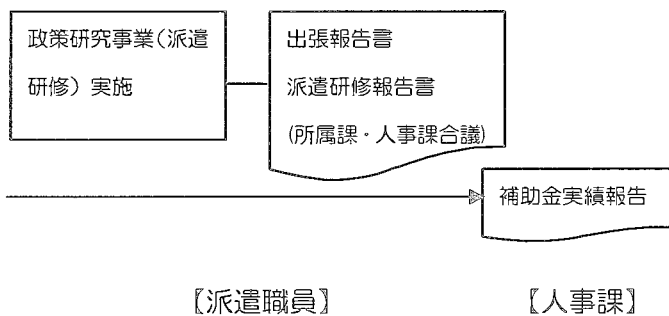 政策研究事業(派遣
研修) 実施
出張報告書
派遣研修報告書
(所属課・人事課合議)
補助金実績報告
【派遣職員】
【人事課】